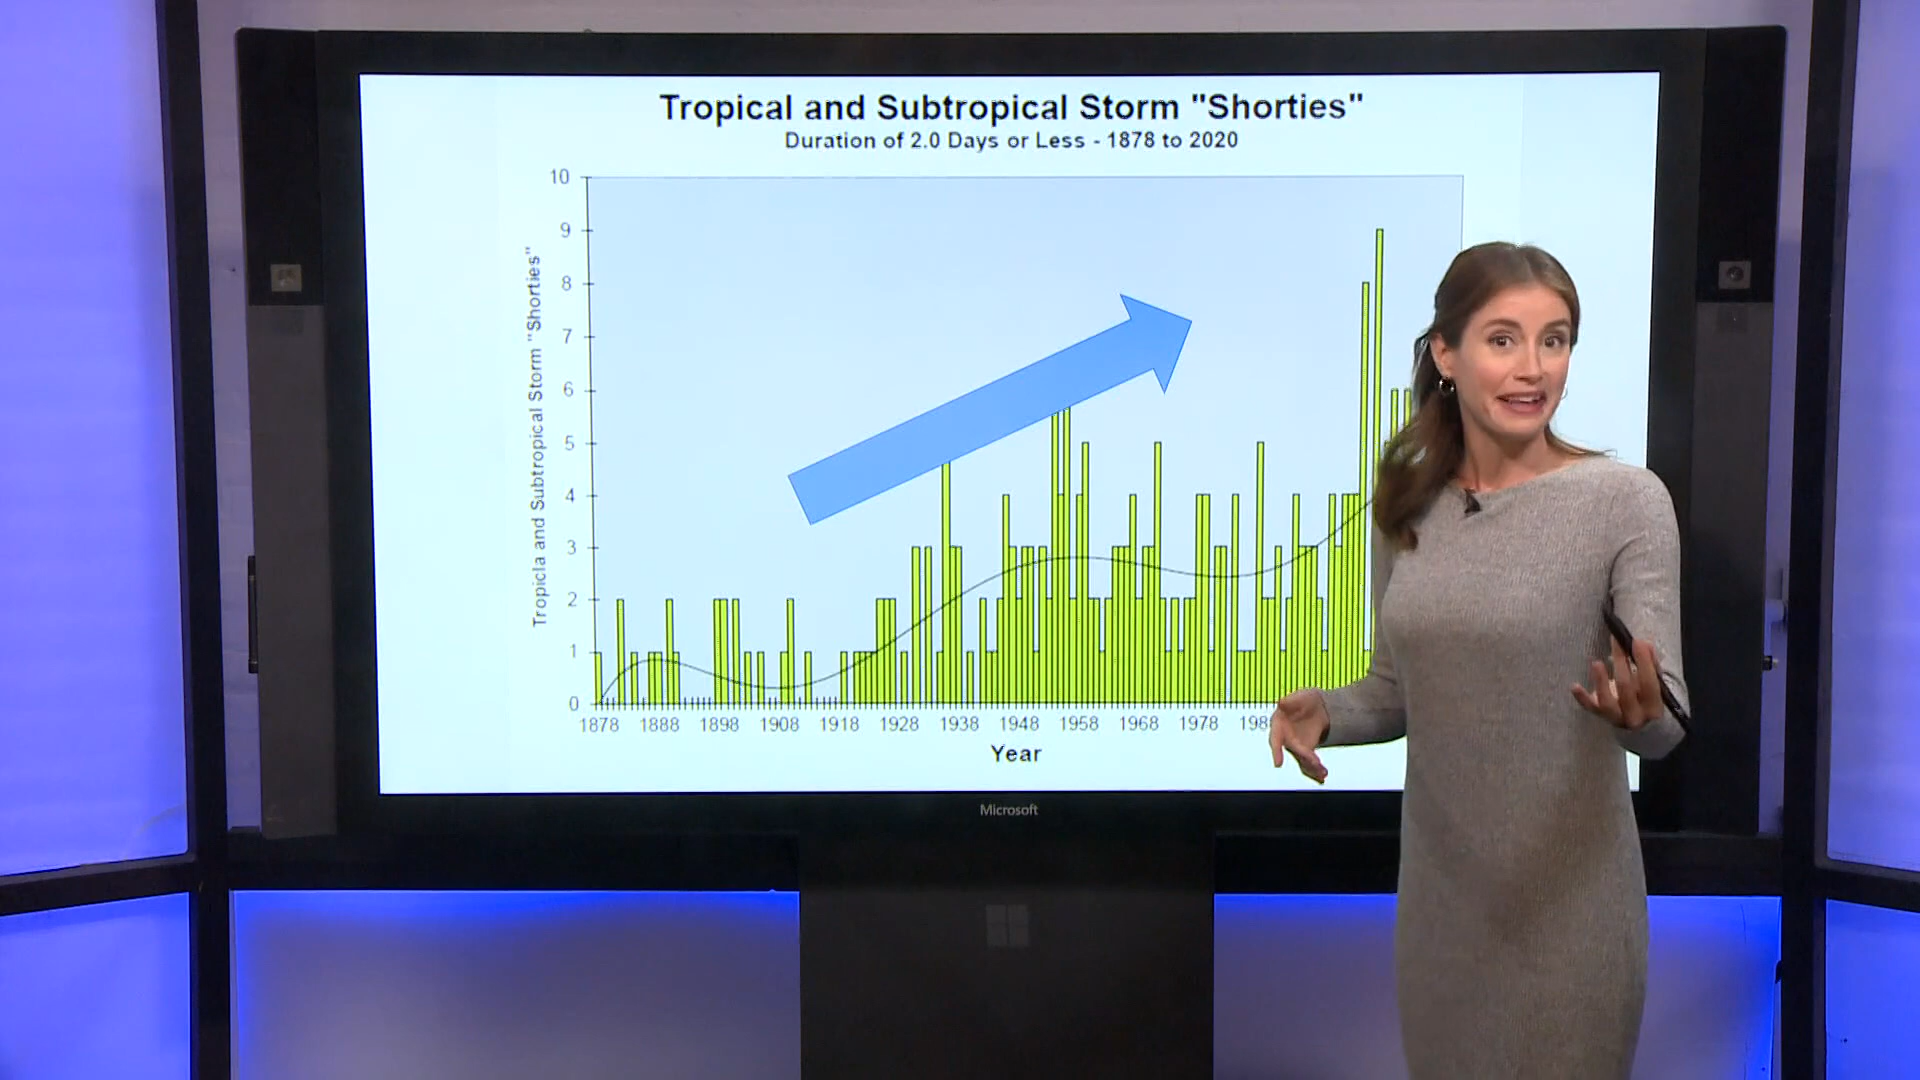 Tropical and Subtropical Storm "Shorties"
Duration of 2.0 Days or Less - 1878 to 2020
Tropicla and Subtropical Storm "Shorties"
10
9
8
7
6
5
4
3
2
1
0
1878 1888 1898 1908 1918 1928 1938 1948 1958 1968 1978 198
Year
Microsoft